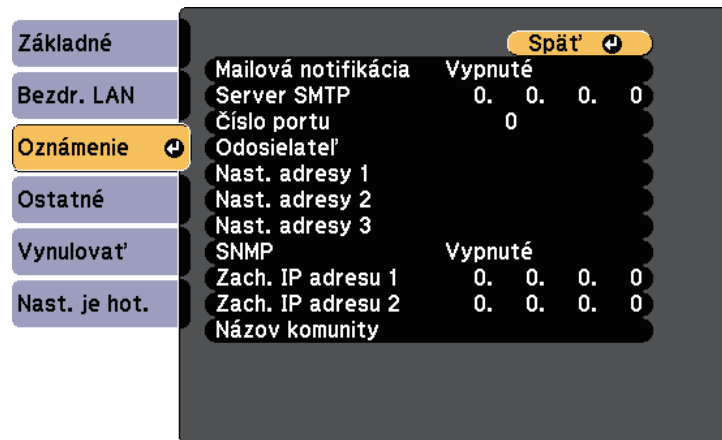 Základné
Bezdr. LAN
Oznámenie
Ostatné
Vynulovať
Nast. je hot.
Späť
Mailová notifikácia Vypnuté
Server SMTP 0. 0. 0. 0
Číslo portu 0
Odosielateľ
Nast. adresy 1
Nast. adresy 2
Nast. adresy 3
SNMP Vypnuté
Zach. IP adresu 1 0. 0. 0. 0
Zach. IP adresu 2 0. 0. 0. 0
Názov komunity